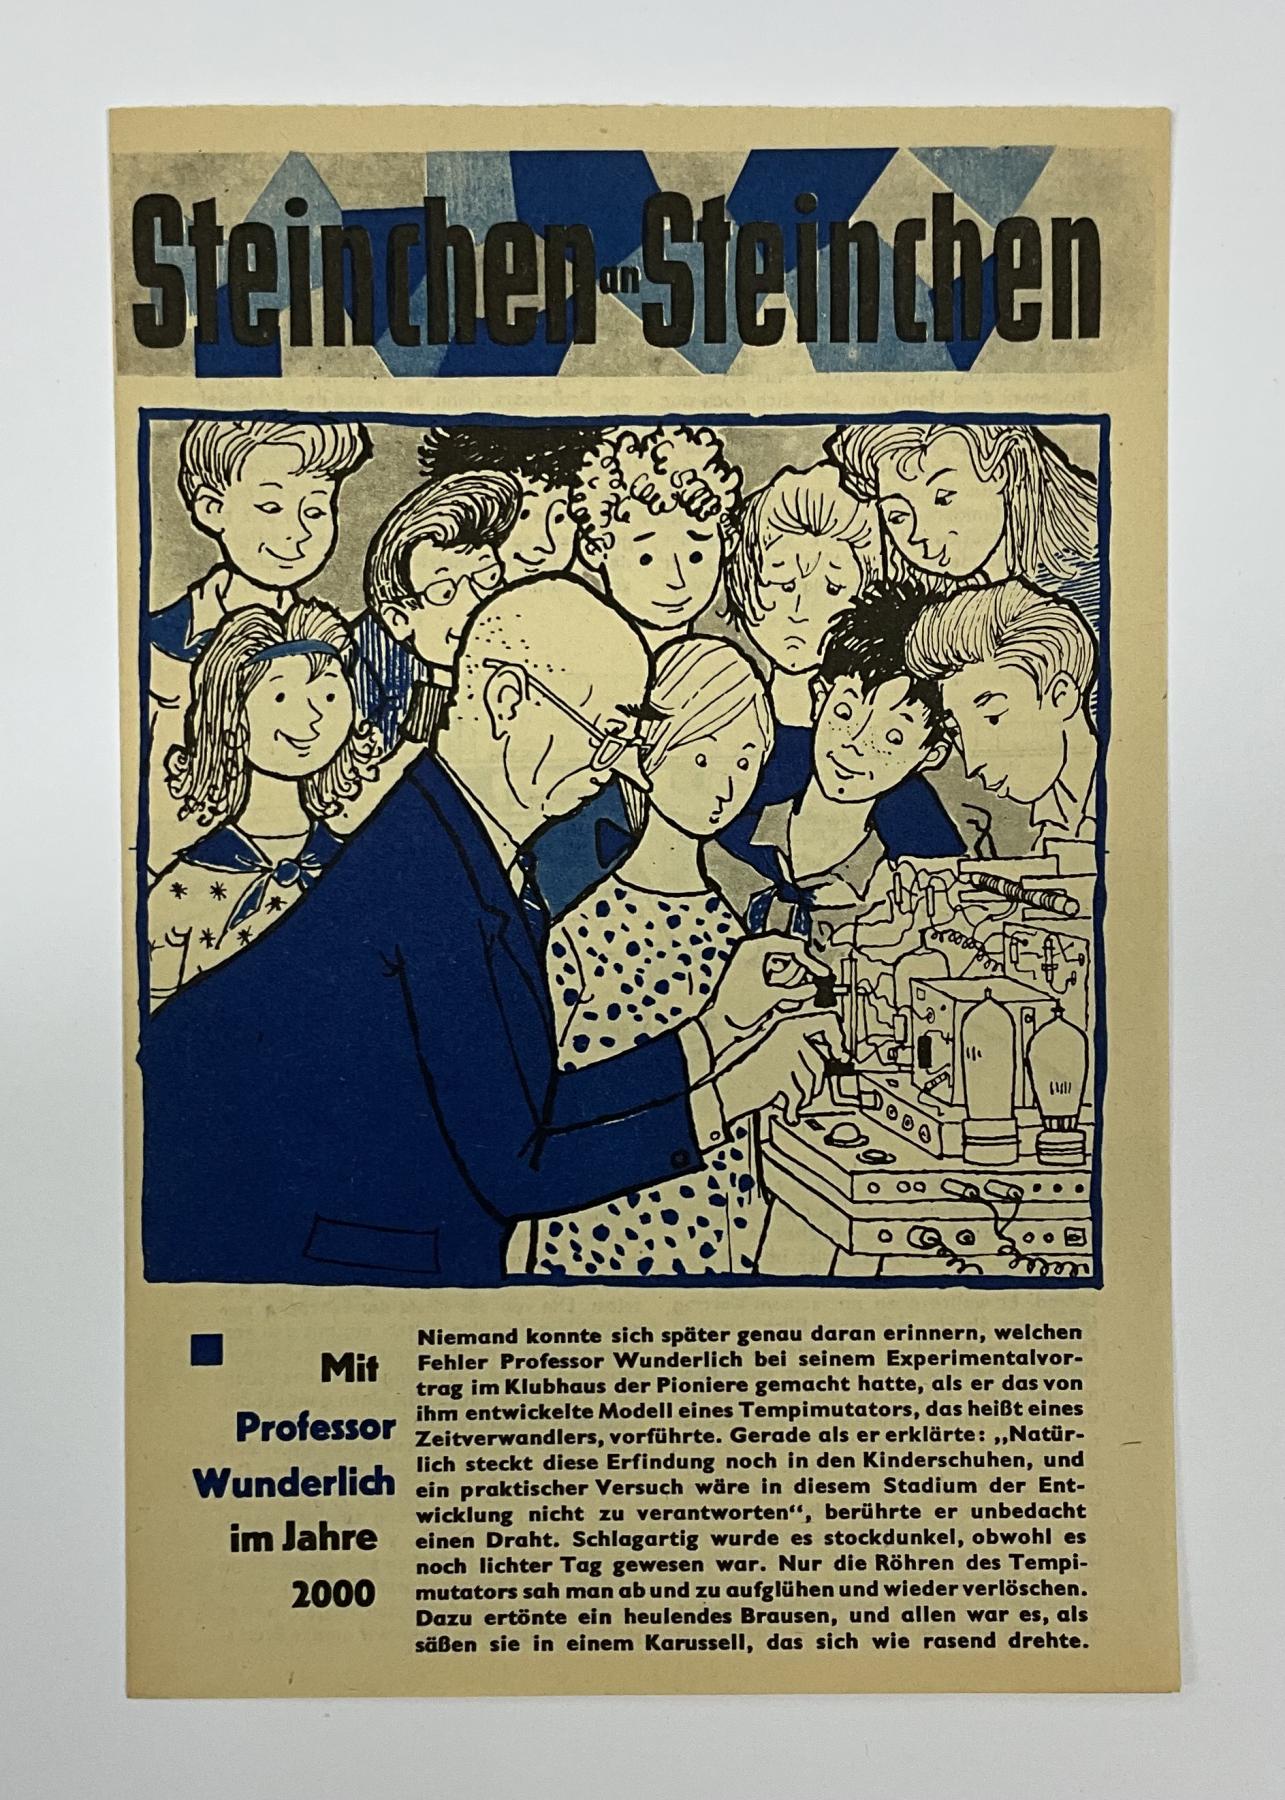 Steinchen an Steinchen
Mit
Professor
Wunderlich
im Jahre
2000
Niemand konnte sich später genau daran erinnern, welchen
Fehler Professor Wunderlich bei seinem Experimentalvor-
trag im Klubhaus der Pioniere gemacht hatte, als er das von
ihm entwickelte Modell eines Tempimutators, das heißt eines
Zeitverwandlers, vorführte. Gerade als er erklärte: „Natür-
lich steckt diese Erfindung noch in den Kinderschuhen, und
ein praktischer Versuch wäre in diesem Stadium der Ent-
wicklung nicht zu verantworten“, berührte er unbedacht
einen Draht. Schlagartig wurde es stockdunkel, obwohl es
noch lichter Tag gewesen war. Nur die Röhren des Tempi-
mutators sah man ab und zu aufglühen und wieder verlöschen.
Dazu ertönte ein heulendes Brausen, und allen war es, als
säßen sie in einem Karussell, das sich wie rasend drehte.